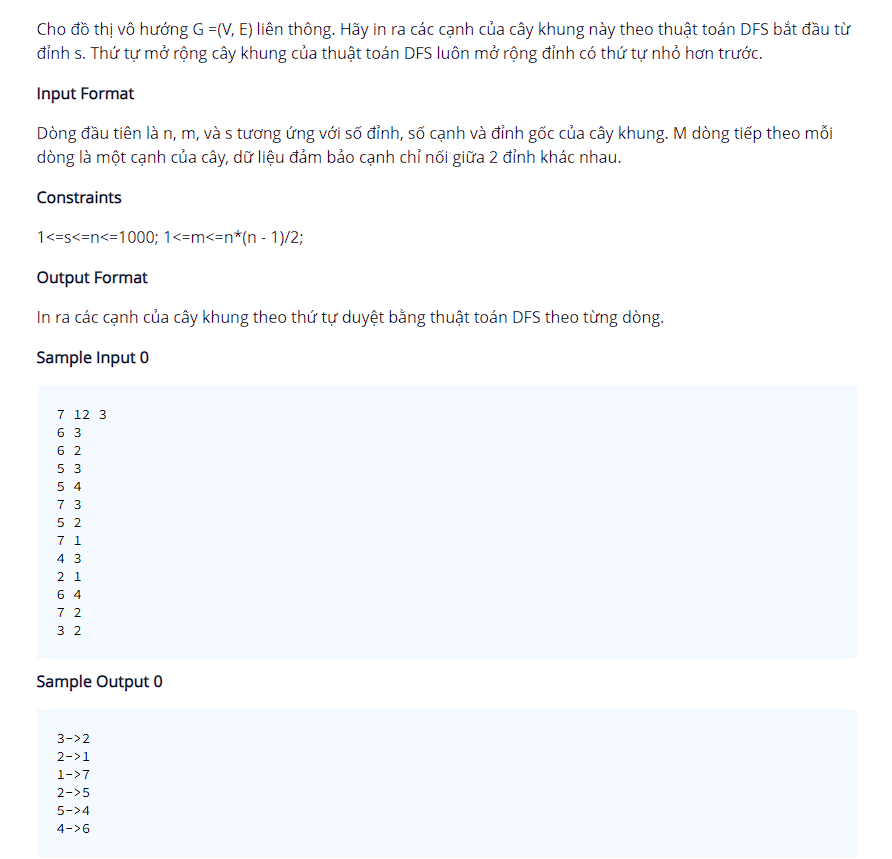 Cho đồ thị vô hướng G =(V, E) liên thông. Hãy in ra các cạnh của cây khung này theo thuật toán DFS bắt đầu từ
đỉnh s. Thứ tự mở rộng cây khung của thuật toán DFS luôn mở rộng đỉnh có thứ tự nhỏ hơn trước.
Input Format
Dòng đầu tiên là n, m, và s tương ứng với số đỉnh, số cạnh và đỉnh gốc của cây khung. M dòng tiếp theo mỗi
dòng là một cạnh của cây, dữ liệu đảm bảo cạnh chỉ nối giữa 2 đỉnh khác nhau.
Constraints
1<=s<=n<=1000; 1<=m<=n*(n - 1)/2;
Output Format
In ra các cạnh của cây khung theo thứ tự duyệt bằng thuật toán DFS theo từng dòng.
Sample Input 0
7 12 3
6 3
6 2
5 3
5 4
7 3
5 2
7 1
4 3
2 1
6 4
7 2
3 2
Sample Output 0
3->2
2->1
1->7
2->5
5->4
4->6